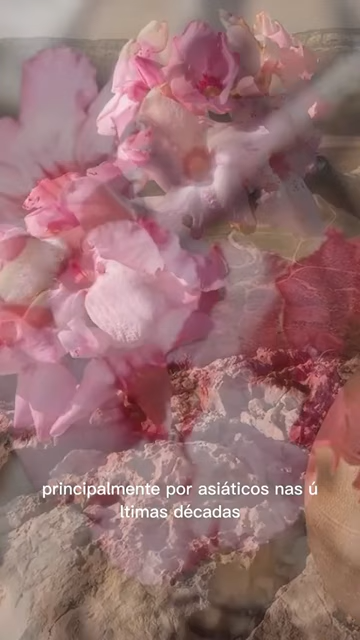 principalmente por asiáticos nas ú
ltimas décadas